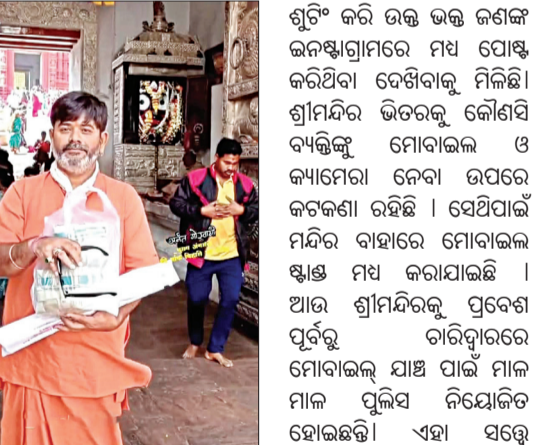 ଶୁଟିଂ କରି ଉକ୍ତ ଭକ୍ତ ଜଣଙ୍କ
ଇନଷ୍ଟାଗ୍ରାମରେ ମଧ୍ୟ ପୋଷ୍ଟ
କରିଥିବା ଦେଖିବାକୁ ମିଳିଛି।
ଶ୍ରୀମନ୍ଦିର ଭିତରକୁ କୌଣସି
ବ୍ୟକ୍ତିଙ୍କୁ ମୋବାଇଲ ଓ
କ୍ୟାମେରା ନେବା ଉପରେ
କଟକଣା ରହିଛି । ସେଥିପାଇଁ
ମନ୍ଦିର ବାହାରେ ମୋବାଇଲ
ଷ୍ଟାଣ୍ଡ ମଧ୍ୟ କରାଯାଇଛି ।
ଆଉ ଶ୍ରୀମନ୍ଦିରକୁ ପ୍ରବେଶ
ପୂର୍ବରୁ ଚାରିଦ୍ୱାରରେ
ମୋବାଇଲ୍ ଯାଞ୍ଚ ପାଇଁ ମାଳ
ମାଳ ପୁଲିସ ନିୟୋଜିତ
ହୋଇଛନ୍ତି। ଏହା ସତ୍ତ୍ୱେ